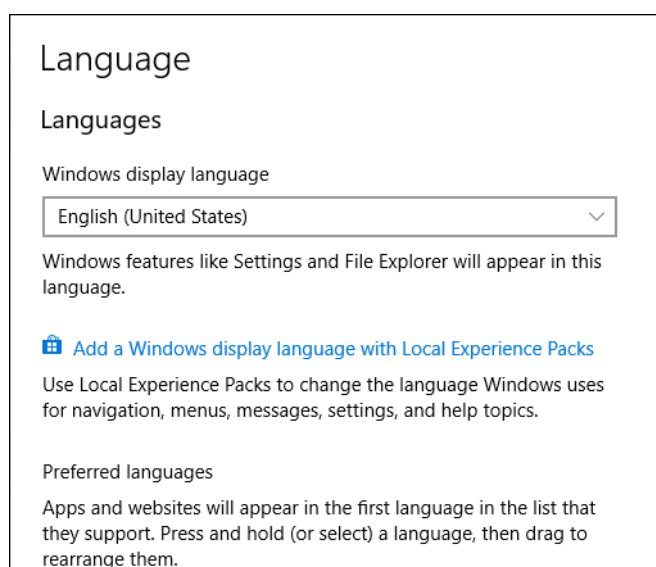 Language
Languages
Windows display language
English (United States)
Windows features like Settings and File Explorer will appear in this
language.
Add a Windows display language with Local Experience Packs
Use Local Experience Packs to change the language Windows uses
for navigation, menus, messages, settings, and help topics.
Preferred languages
Apps and websites will appear in the first language in the list that
they support. Press and hold (or select) a language, then drag to
rearrange them.